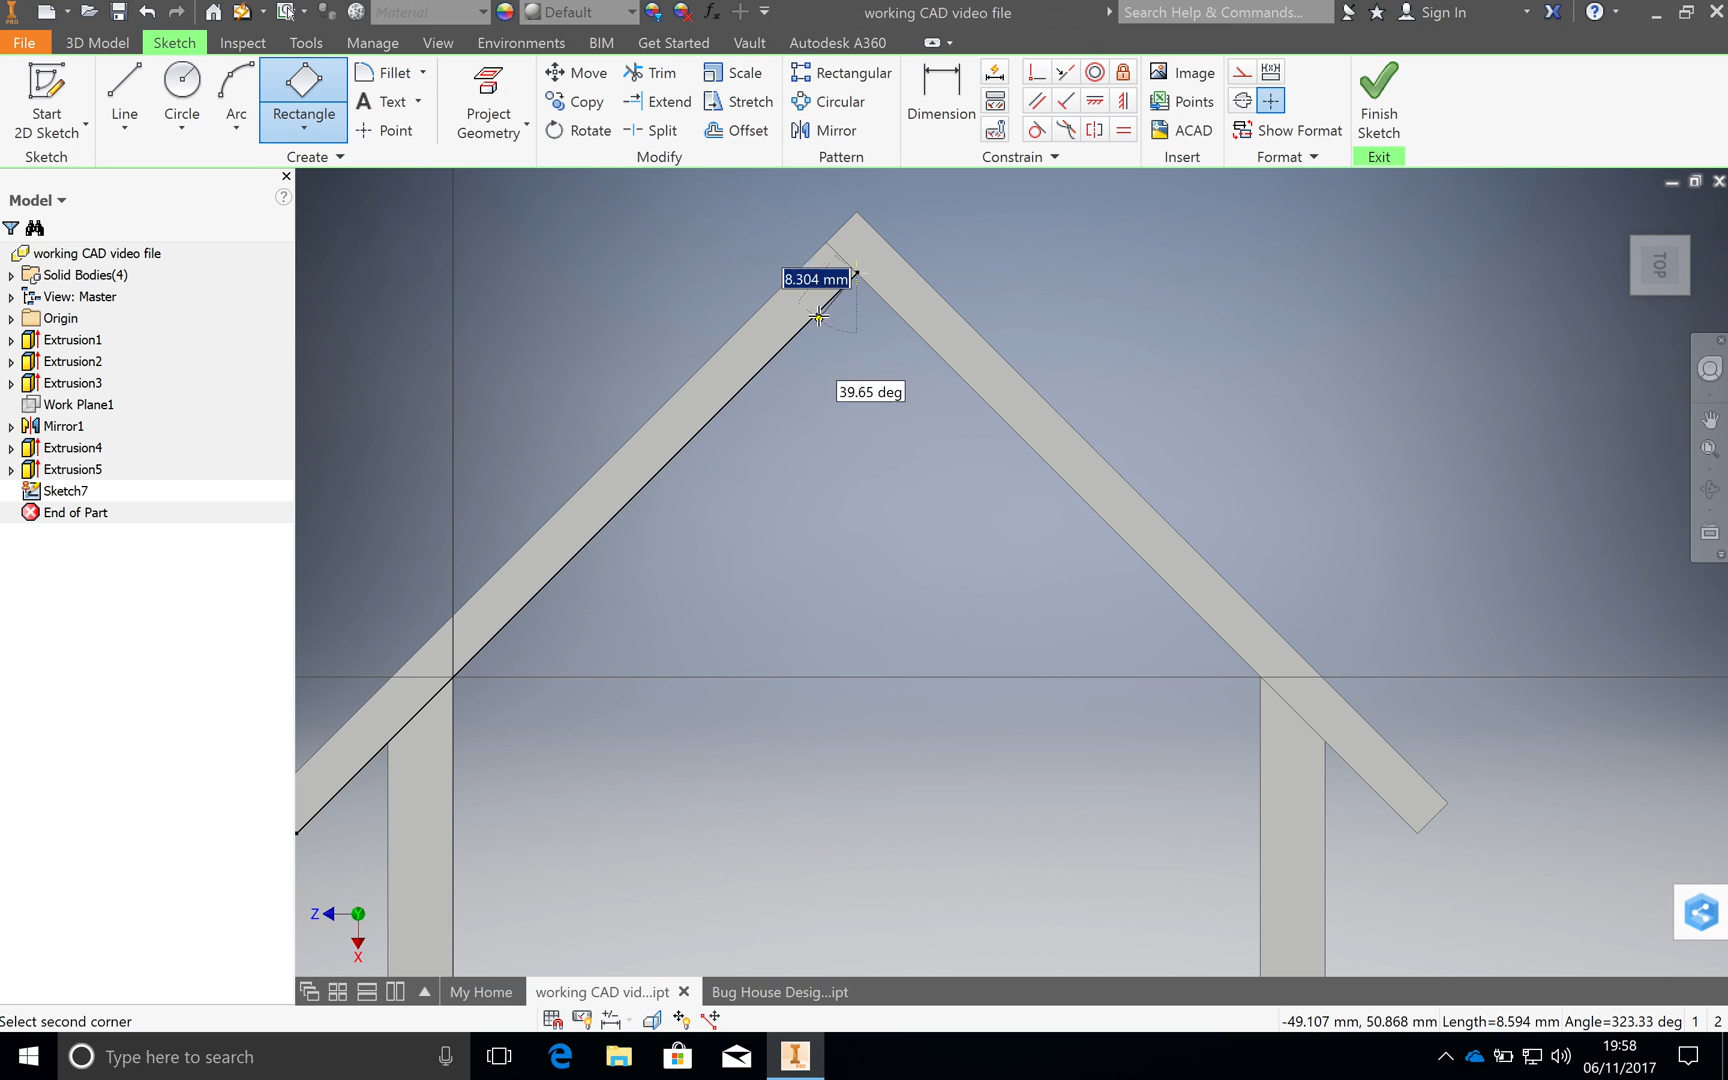 PRO
Material
Default
working CAD video file
Search Help & Commands...
Sign In
File
3D Model
Sketch
Inspect
Tools
Manage
View
Environments
BIM
Get Started
Vault
Autodesk A360
Start
2D Sketch
Line
Circle
Arc
Rectangle
Fillet
Text
Point
Project
Geometry
Move
Copy
Rotate
Trim
Extend
Split
Scale
Stretch
Offset
Rectangular
Circular
Mirror
Dimension
Image
Points
ACAD
Show Format
Finish
Sketch
Sketch
Create
Modify
Pattern
Constrain
Insert
Format
Exit
Model
working CAD video file
Solid Bodies(4)
View: Master
Origin
Extrusion1
Extrusion2
Extrusion3
Work Plane1
Mirror1
Extrusion4
Extrusion5
Sketch7
End of Part
8.304 mm
39.65 deg
TOP
Z
X
My Home
working CAD vid...ipt
Bug House Desig...ipt
Select second corner
-49.107 mm, 50.868 mm Length=8.594 mm Angle=323.33 deg 1 2
Type here to search
19:58
06/11/2017